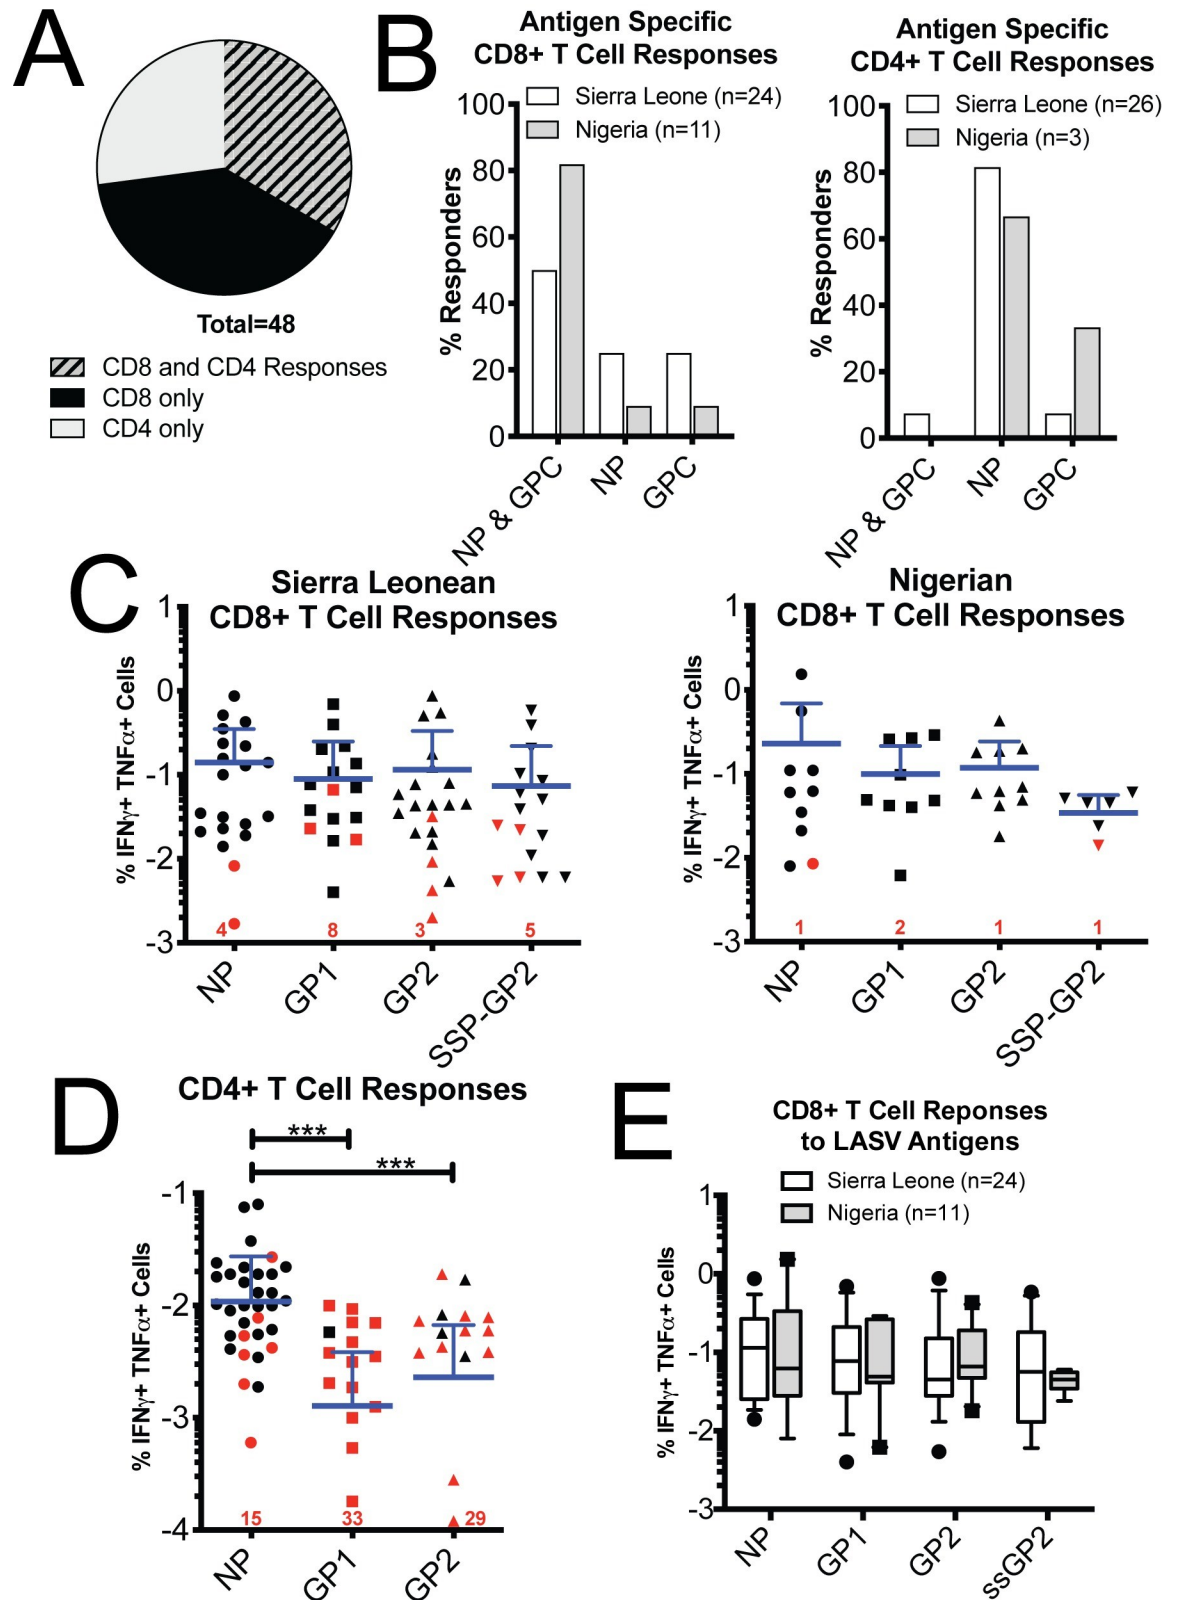 A
Total=48
CD8 and CD4 Responses
CD8 only
CD4 only
B
Antigen Specific
CD8+ T Cell Responses
Sierra Leone (n=24)
Nigeria (n=11)
% Responders
100
80
60
40
20
0
NP & GPC
NP
GPC
Antigen Specific
CD4+ T Cell Responses
Sierra Leone (n=26)
Nigeria (n=3)
% Responders
100
80
60
40
20
0
NP & GPC
NP
GPC
C
Sierra Leonean
CD8+ T Cell Responses
% IFNγ+ TNFα+ Cells
1
0
-1
-2
-3
4
8
3
5
NP
GP1
GP2
SSP-GP2
Nigerian
CD8+ T Cell Responses
% IFNγ+ TNFα+ Cells
1
0
-1
-2
-3
1
2
1
1
NP
GP1
GP2
SSP-GP2
D
CD4+ T Cell Responses
***
***
% IFNγ+ TNFα+ Cells
-1
-2
-3
-4
15
33
29
NP
GP1
GP2
E
CD8+ T Cell Reponses
to LASV Antigens
Sierra Leone (n=24)
Nigeria (n=11)
% IFNγ+ TNFα+ Cells
1
0
-1
-2
-3
NP
GP1
GP2
ssGP2